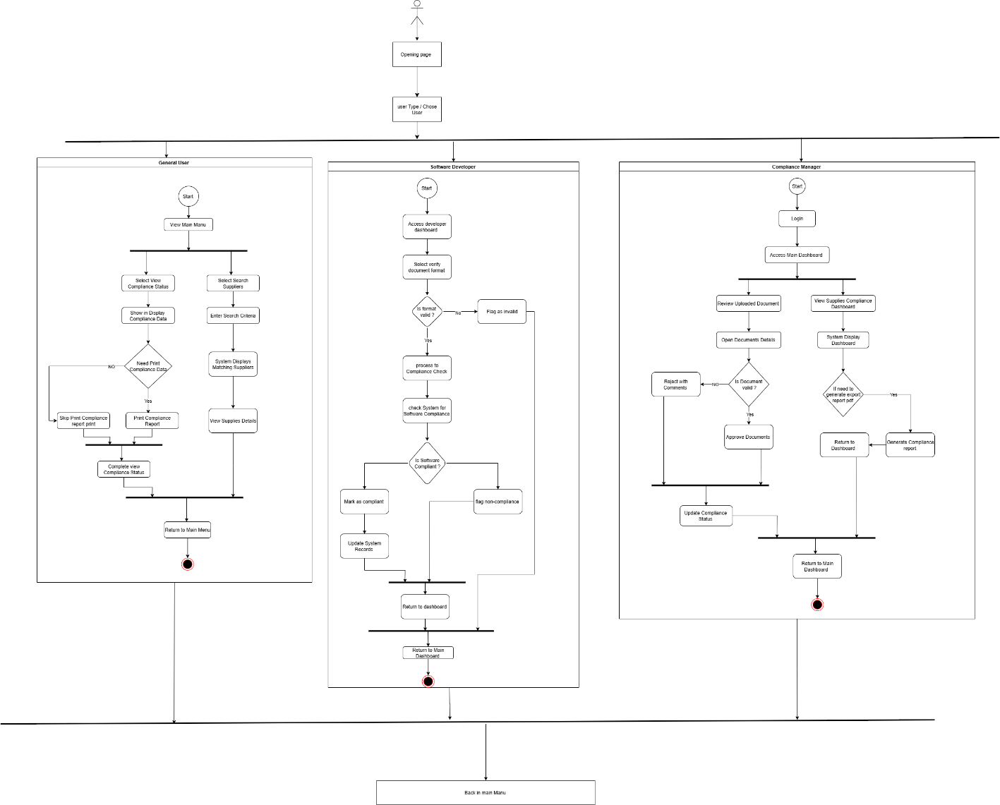 Opening page
user Type / Chose
User
General User
Start
View Main Manu
Select View
Compliance Status
Select Search
Suppliers
Show in Display
Compliance Data
Enter Search Criteria
Need Print
Compliance Data
NO
Yes
System Displays
Matching Suppliers
Skip Print Compliance
report print
Print Compliance
Report
View Supplies Details
Complete view
Compliance Status
Return to Main Menu
Software Developer
Start
Access developer
dashboard
Select verify
document format
Is format
valid ?
No
Flag as invalid
Yes
process to
Compliance Check
check System for
Software Compliance
Is Software
Compliant ?
Mark as compliant
flag non-compliance
Update System
Records
Return to dashboard
Return to Main
Dashboard
Compliance Manager
Start
Login
Access Main Dashboard
Review Uploaded Document
View Supplies Compliance
Dashboard
Open Documents Details
System Display
Dashboard
Is Document
valid ?
NO
Reject with
Comments
Yes
Approve Documents
If need to
generate export
report pdf
Yes
Return to
Dashboard
Generate Compliance
report
Update Compliance
Status
Return to Main
Dashboard
Back in main Manu